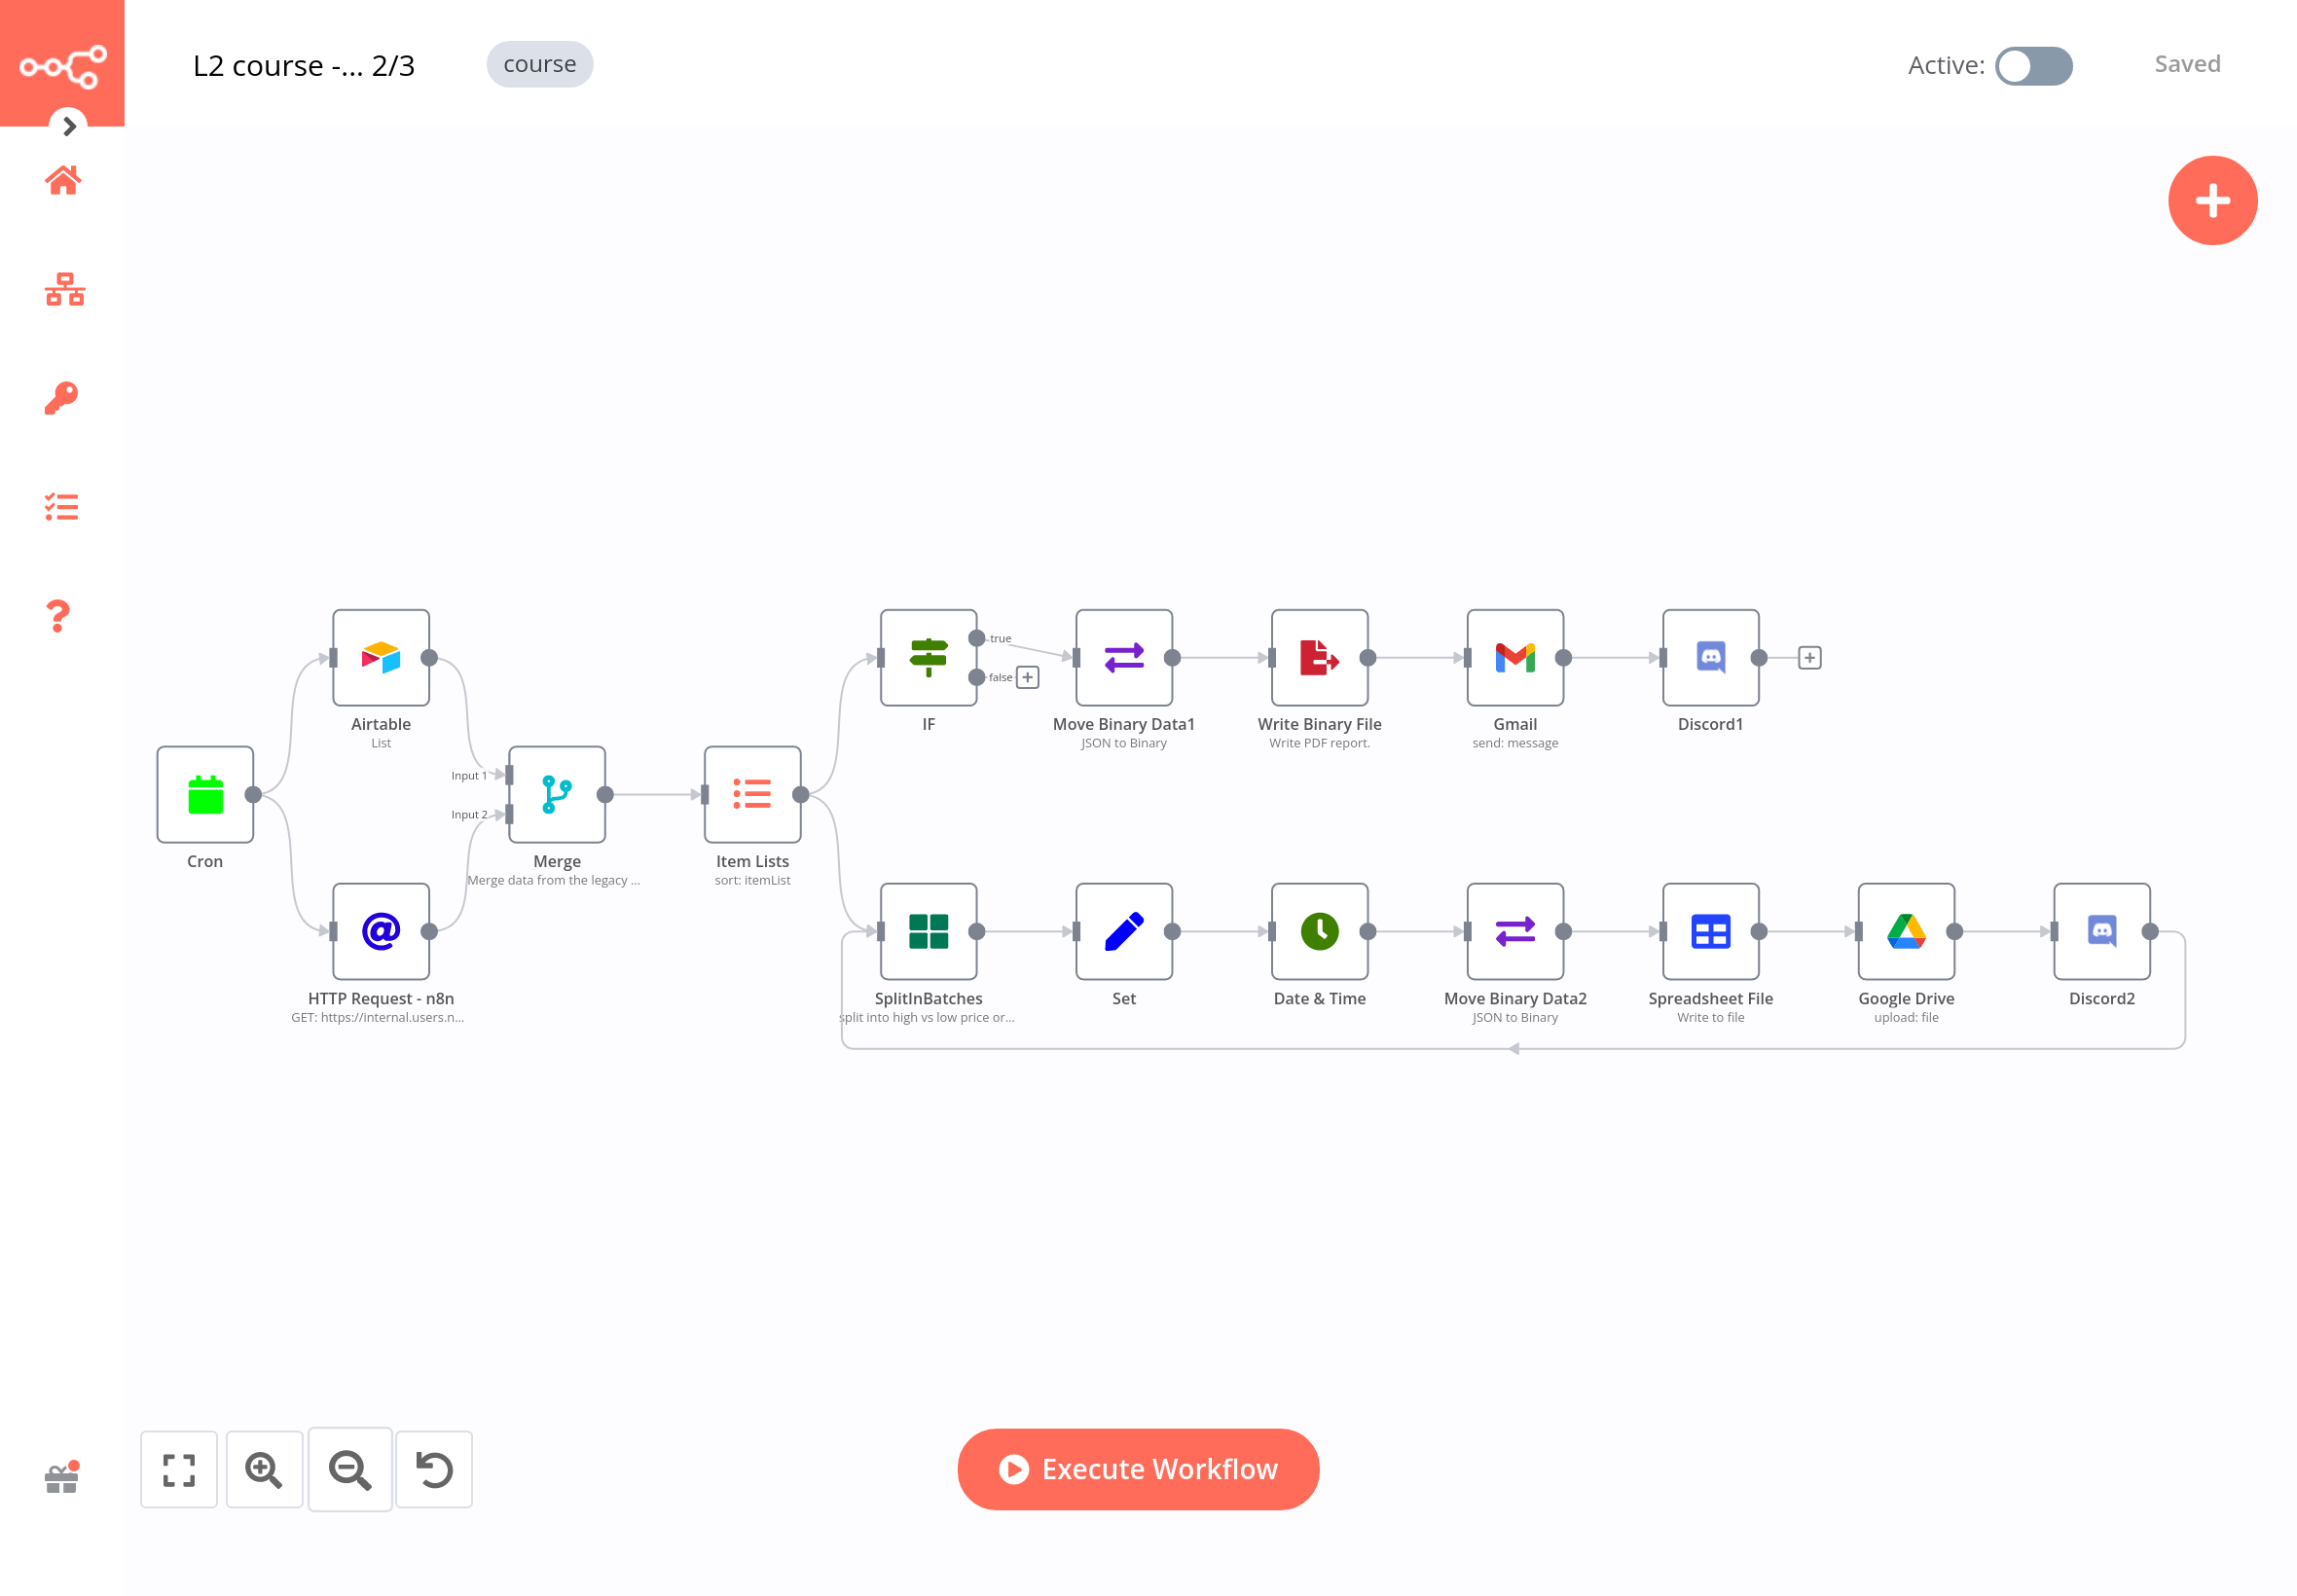 L2 course -... 2/3
course
Active:
Saved
true
false
Airtable
List
IF
Move Binary Data1
JSON to Binary
Write Binary File
Write PDF report.
Gmail
send: message
Discord1
Input 1
Input 2
Cron
Merge
Merge data from the legacy ...
Item Lists
sort: itemList
HTTP Request - n8n
GET: https://internal.users.n...
SplitInBatches
split into high vs low price or...
Set
Date & Time
Move Binary Data2
JSON to Binary
Spreadsheet File
Write to file
Google Drive
upload: file
Discord2
Execute Workflow